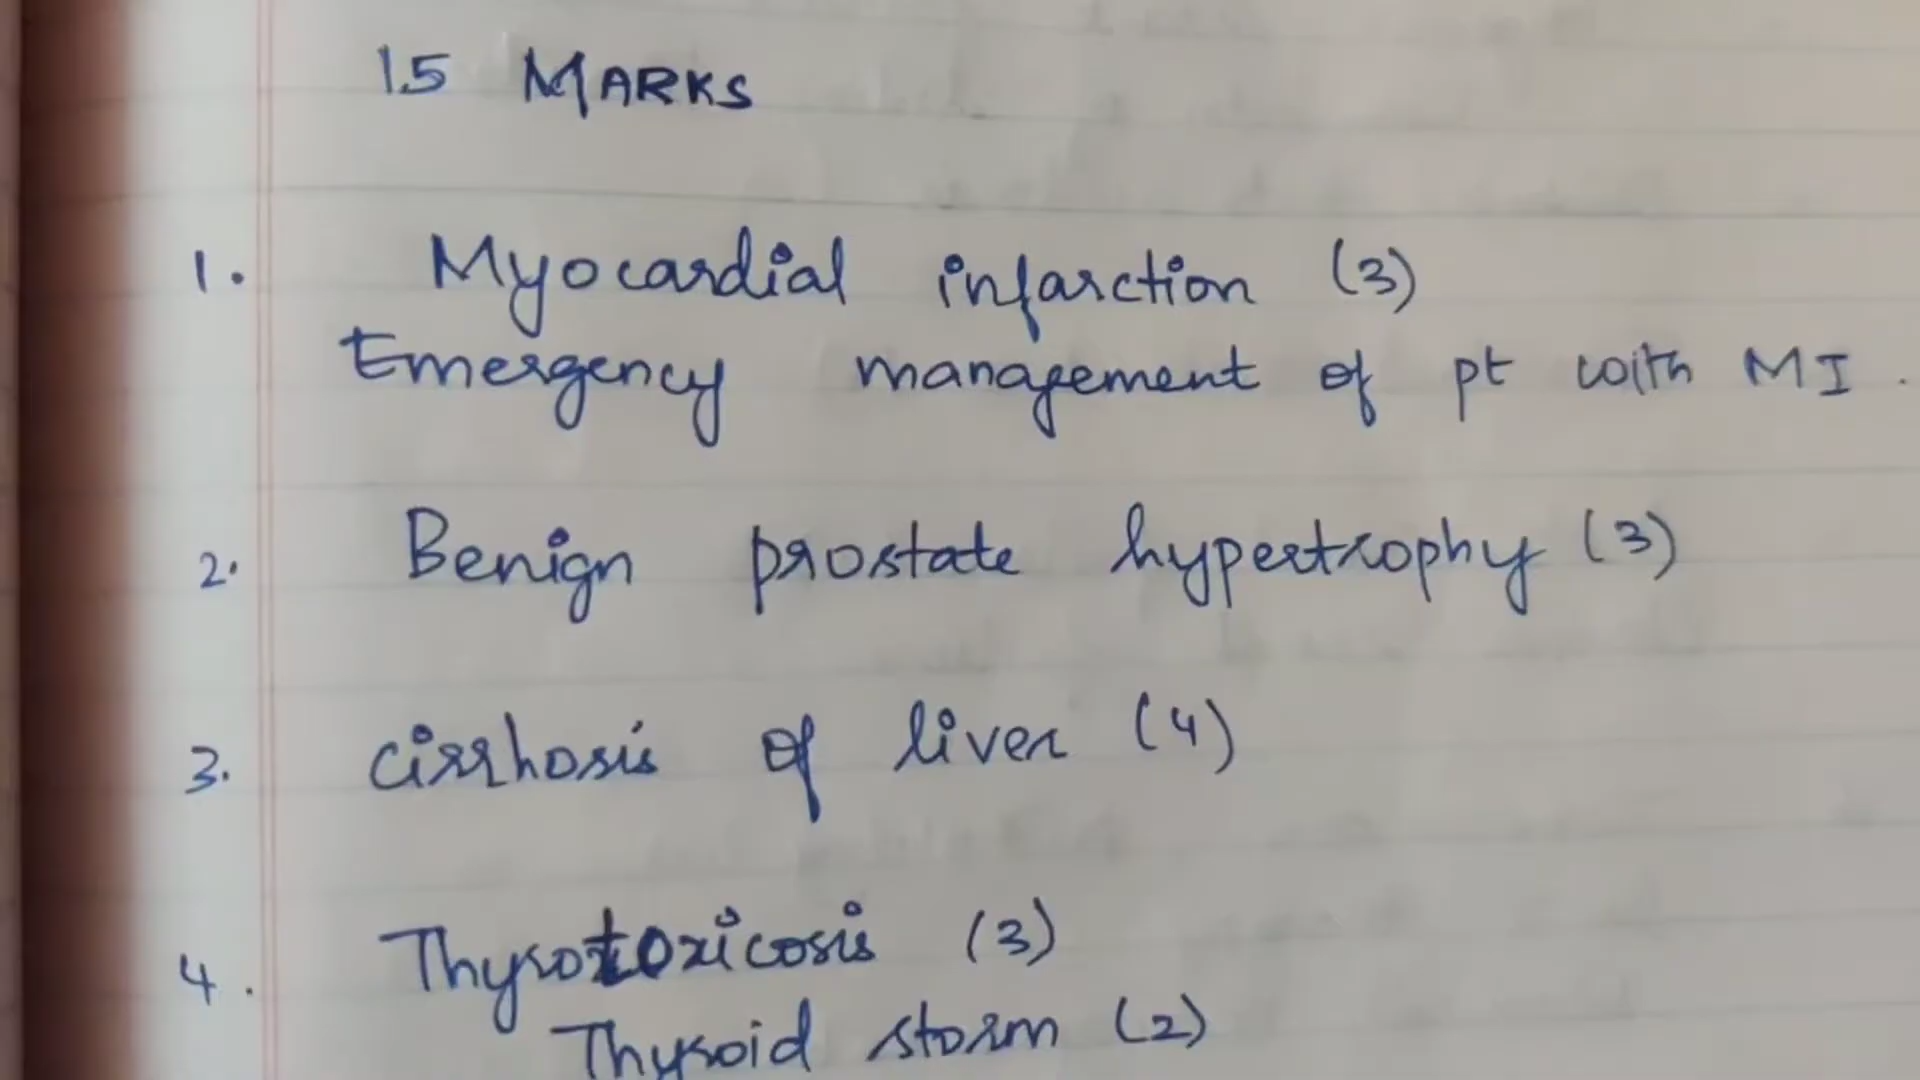 15 MARKS
1. Myocardial infarction (3)
Emergency management of pt with MI.
2. Benign prostate hypertrophy (3)
3. cirrhosis of liver (4)
4. Thyrotoxicosis (3)
Thyroid storm (2)